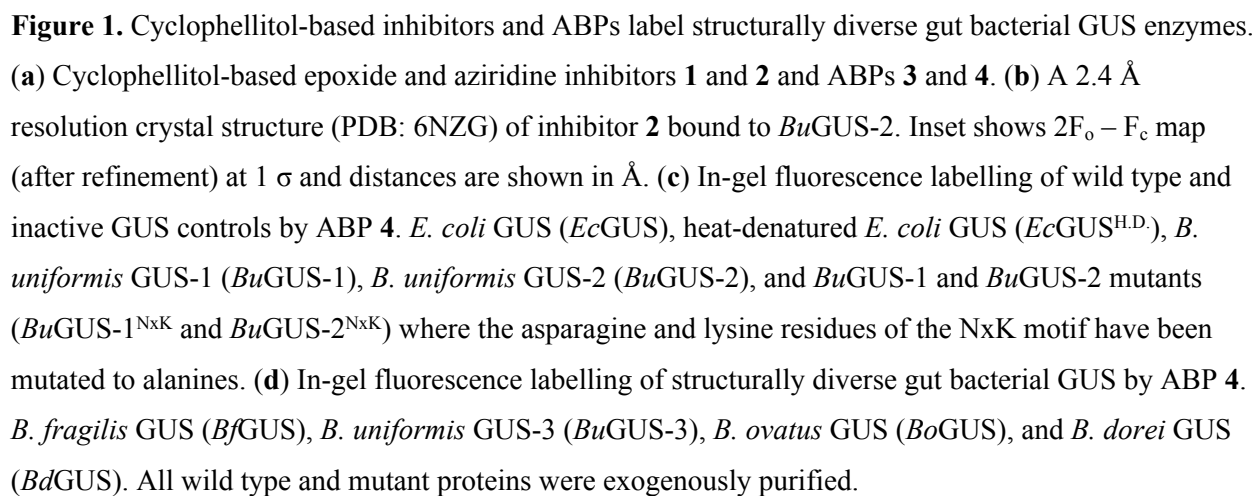 Figure 1. Cyclophellitol-based inhibitors and ABPs label structurally diverse gut bacterial GUS enzymes.
(a) Cyclophellitol-based epoxide and aziridine inhibitors 1 and 2 and ABPs 3 and 4. (b) A 2.4 Å
resolution crystal structure (PDB: 6NZG) of inhibitor 2 bound to BuGUS-2. Inset shows 2Fₒ – F꜀ map
(after refinement) at 1 σ and distances are shown in Å. (c) In-gel fluorescence labelling of wild type and
inactive GUS controls by ABP 4. E. coli GUS (EcGUS), heat-denatured E. coli GUS (EcGUSᴴ·ᴰ·), B.
uniformis GUS-1 (BuGUS-1), B. uniformis GUS-2 (BuGUS-2), and BuGUS-1 and BuGUS-2 mutants
(BuGUS-1ᴺˣᴷ and BuGUS-2ᴺˣᴷ) where the asparagine and lysine residues of the NxK motif have been
mutated to alanines. (d) In-gel fluorescence labelling of structurally diverse gut bacterial GUS by ABP 4.
B. fragilis GUS (BfGUS), B. uniformis GUS-3 (BuGUS-3), B. ovatus GUS (BoGUS), and B. dorei GUS
(BdGUS). All wild type and mutant proteins were exogenously purified.